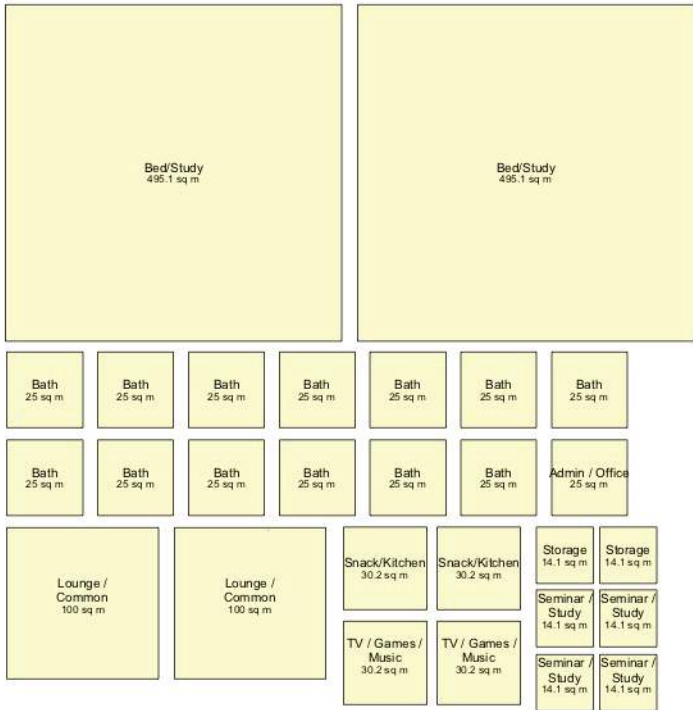 Bed/Study
495.1 sq m
Bed/Study
495.1 sq m
Bath
25 sq m
Bath
25 sq m
Bath
25 sq m
Bath
25 sq m
Bath
25 sq m
Bath
25 sq m
Bath
25 sq m
Bath
25 sq m
Bath
25 sq m
Bath
25 sq m
Bath
25 sq m
Bath
25 sq m
Bath
25 sq m
Admin / Office
25 sq m
Lounge /
Common
100 sq m
Lounge /
Common
100 sq m
Snack/Kitchen
30.2 sq m
Snack/Kitchen
30.2 sq m
Storage
14.1 sq m
Storage
14.1 sq m
Seminar /
Study
14.1 sq m
Seminar /
Study
14.1 sq m
TV / Games /
Music
30.2 sq m
TV / Games /
Music
30.2 sq m
Seminar /
Study
14.1 sq m
Seminar /
Study
14.1 sq m